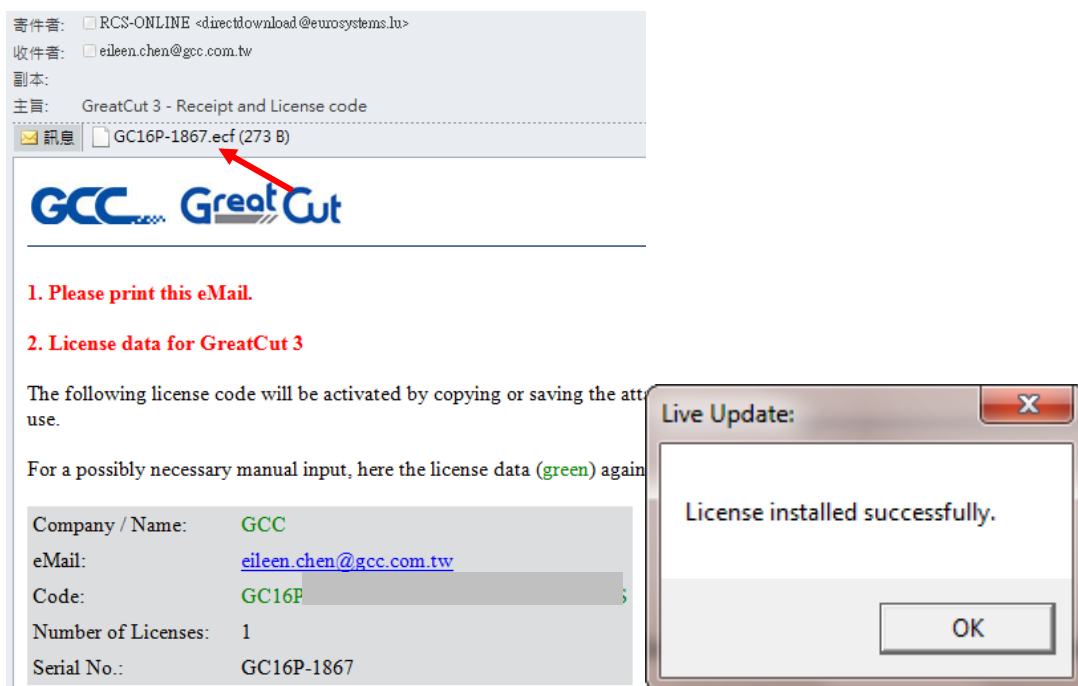 寄件者: RCS-ONLINE <directdownload@eurosystems.lu>
收件者: eileen.chen@gcc.com.tw
副本:
主旨: GreatCut 3 - Receipt and License code
訊息 GC16P-1867.ecf (273 B)
GCC GreatCut
1. Please print this eMail.
2. License data for GreatCut 3
The following license code will be activated by copying or saving the
use.
For a possibly necessary manual input, here the license data (green) again
Company / Name: GCC
eMail: eileen.chen@gcc.com.tw
Code: GC16P
Number of Licenses: 1
Serial No.: GC16P-1867
Live Update:
License installed successfully.
OK